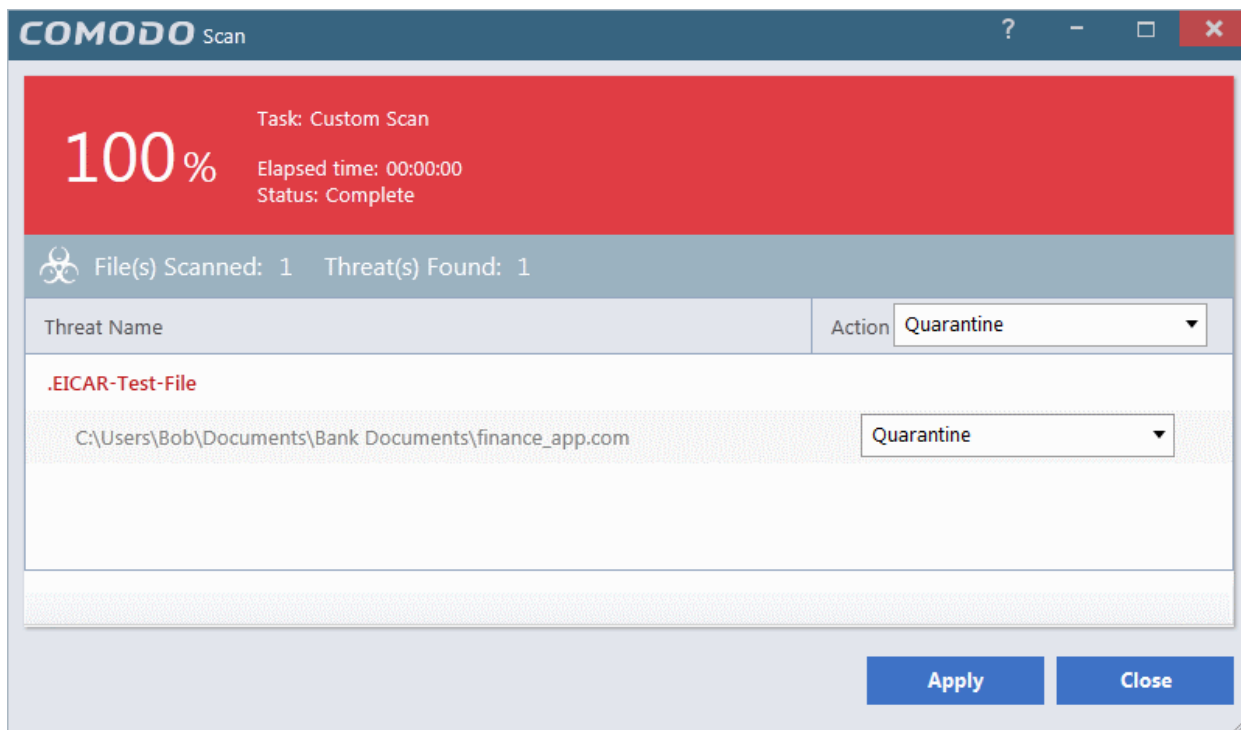 COMODO Scan ?
100 %
Task: Custom Scan
Elapsed time: 00:00:00
Status: Complete
File(s) Scanned: 1 Threat(s) Found: 1
Threat Name Action Quarantine
.EICAR-Test-File
C:\Users\Bob\Documents\Bank Documents\finance_app.com Quarantine
Apply Close